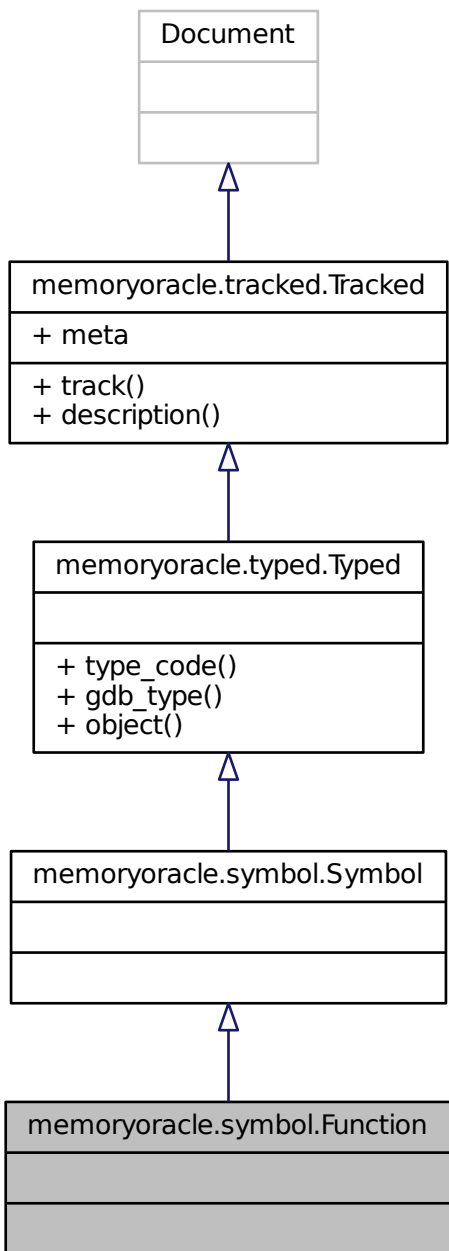 Document
memoryoracle.tracked.Tracked
+ meta
+ track()
+ description()
memoryoracle.typed.Typed
+ type_code()
+ gdb_type()
+ object()
memoryoracle.symbol.Symbol
memoryoracle.symbol.Function